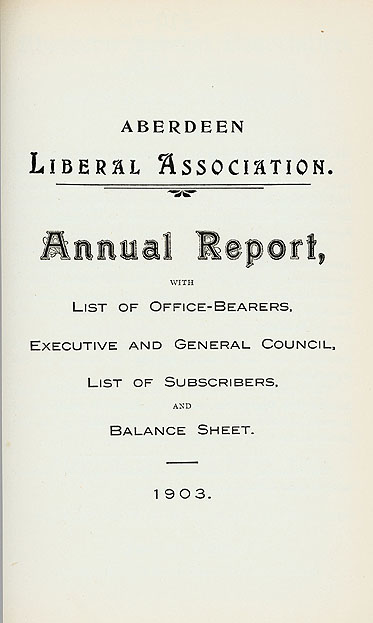 ABERDEEN
LIBERAL ASSOCIATION.
Annual Report,
WITH
LIST OF OFFICE-BEARERS,
EXECUTIVE AND GENERAL COUNCIL,
LIST OF SUBSCRIBERS,
AND
BALANCE SHEET.
1903.